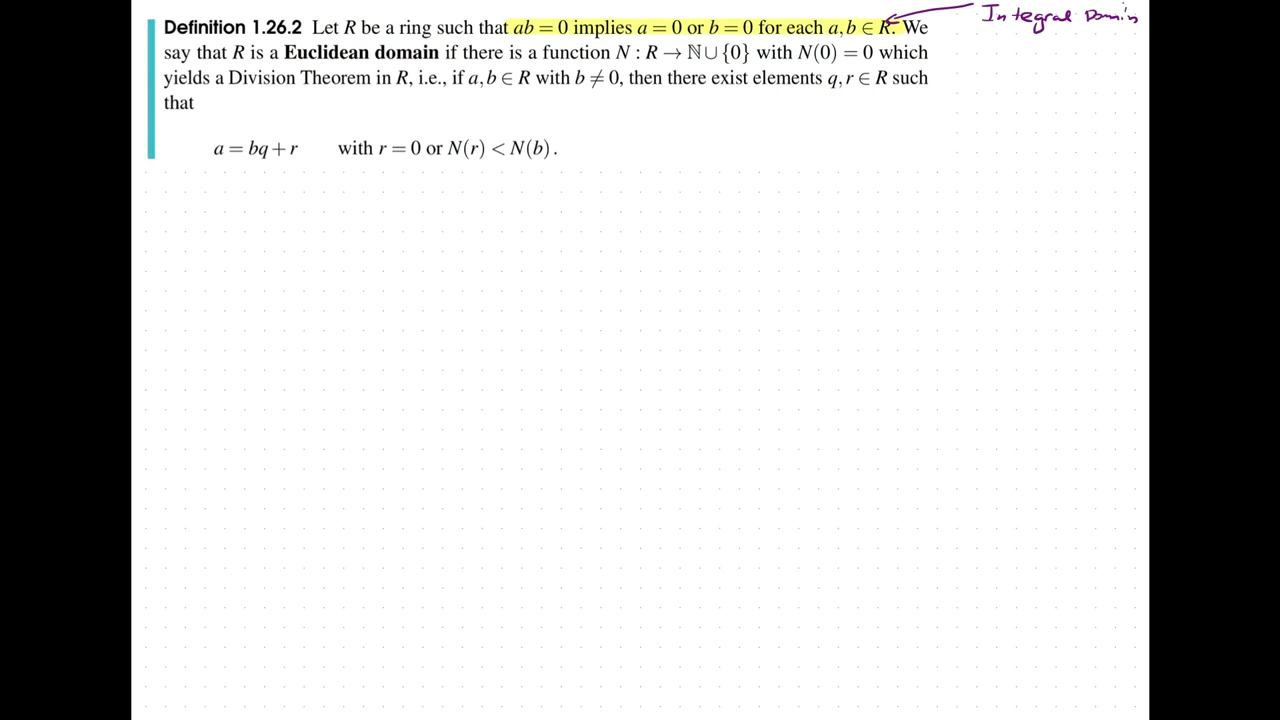 Integral Domin
Definition 1.26.2 Let R be a ring such that ab = 0 implies a = 0 or b = 0 for each a, b ∈ R. We
say that R is a Euclidean domain if there is a function N : R → ℕ∪{0} with N(0) = 0 which
yields a Division Theorem in R, i.e., if a, b ∈ R with b ≠ 0, then there exist elements q, r ∈ R such
that
a = bq + r with r = 0 or N(r) < N(b).